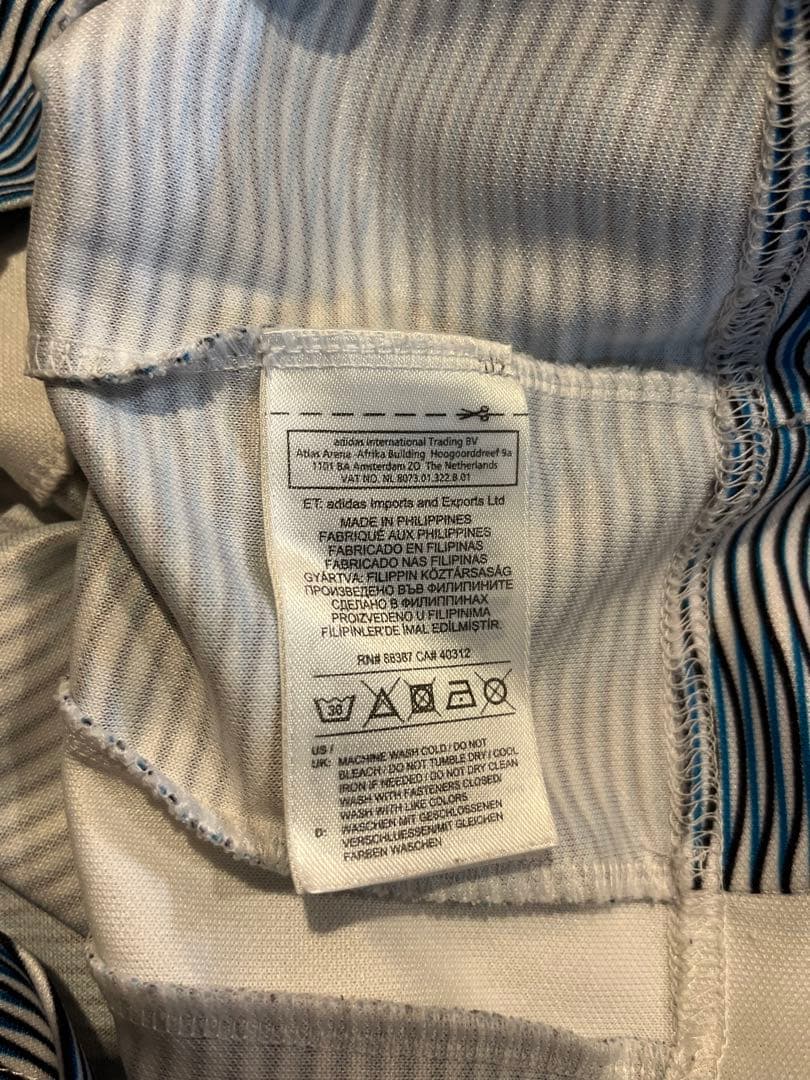 adidas International Trading BV
Atlas Arena -Afrika Building Hoogoorddreef 9a
1101 BA Amsterdam ZO The Netherlands
VAT NO. NL 8073.01.322.B.01
ET: adidas Imports and Exports Ltd
MADE IN PHILIPPINES
FABRIQUÉ AUX PHILIPPINES
FABRICADO EN FILIPINAS
FABRICADO NAS FILIPINAS
GYÁRTVA: FILIPPIN KÖZTÁRSASÁG
ПРОИЗВЕДЕНО ВЪВ ФИЛИПИНИТЕ
СДЕЛАНО В ФИЛИППИНАХ
PROIZVEDENO U FILIPINIMA
FİLİPİNLER'DE İMAL EDİLMİŞTİR.
RN# 88387 CA# 40312
30
US /
UK: MACHINE WASH COLD / DO NOT
BLEACH / DO NOT TUMBLE DRY / COOL
IRON IF NEEDED / DO NOT DRY CLEAN
WASH WITH FASTENERS CLOSED/
WASH WITH LIKE COLORS
D: WASCHEN MIT GESCHLOSSENEN
VERSCHLUESSEN/MIT GLEICHEN
FARBEN WASCHEN